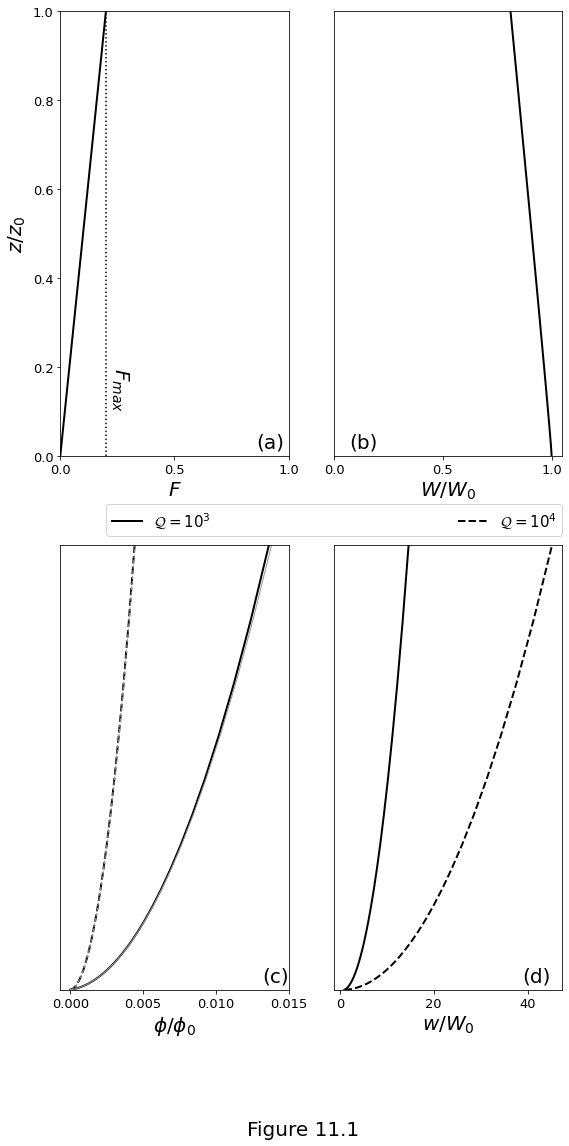 1.0
0.8
0.6
0.4
0.2
0.0
z/z₀
F_max
(a)
0.0 0.5 1.0
F
(b)
0.0 0.5 1.0
W/W₀
𝒬 = 10³ 𝒬 = 10⁴
(c)
0.000 0.005 0.010 0.015
ϕ/ϕ₀
(d)
0 20 40
w/W₀
Figure 11.1